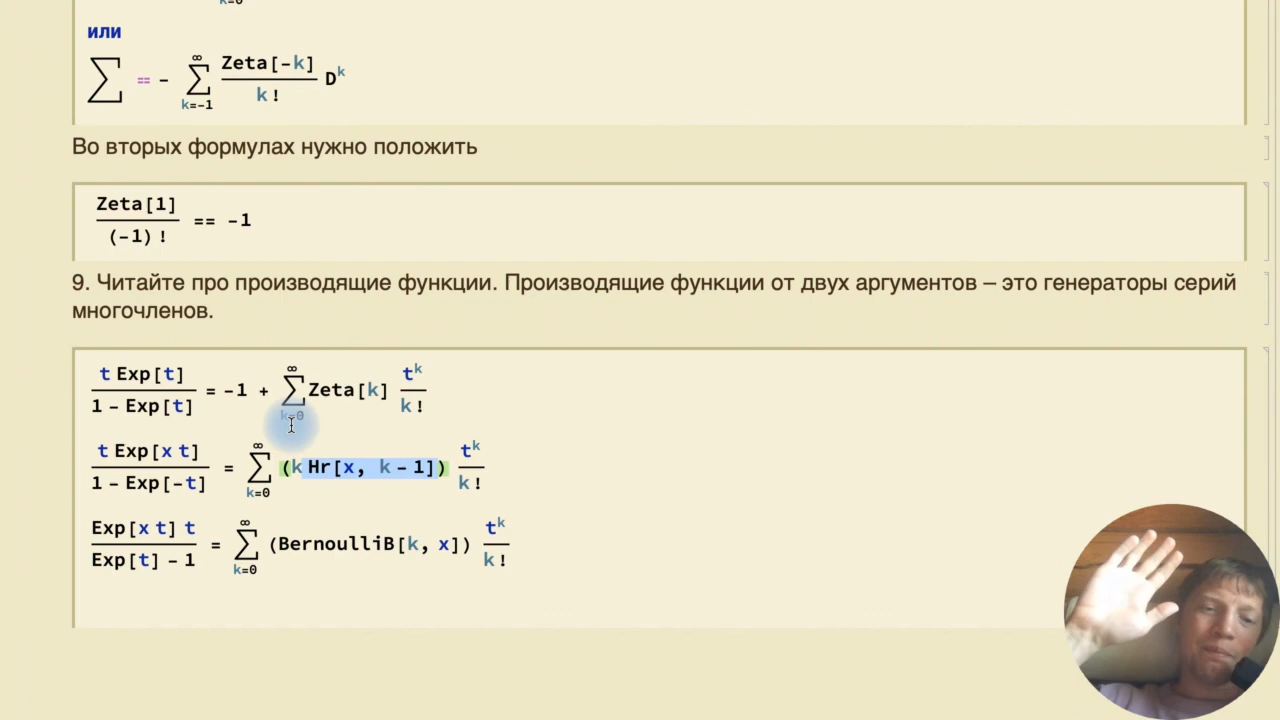 k=0
или
∑ == - ∑_{k=-1}^{∞} Zeta[-k] / k! D^k
Во вторых формулах нужно положить
Zeta[1] / (-1)! == -1
9. Читайте про производящие функции. Производящие функции от двух аргументов – это генераторы серий
многочленов.
t Exp[t] / 1 - Exp[t] = -1 + ∑_{k=0}^{∞} Zeta[k] t^k / k!
t Exp[x t] / 1 - Exp[-t] = ∑_{k=0}^{∞} (k Hr[x, k - 1]) t^k / k!
Exp[x t] t / Exp[t] - 1 = ∑_{k=0}^{∞} (BernoulliB[k, x]) t^k / k!